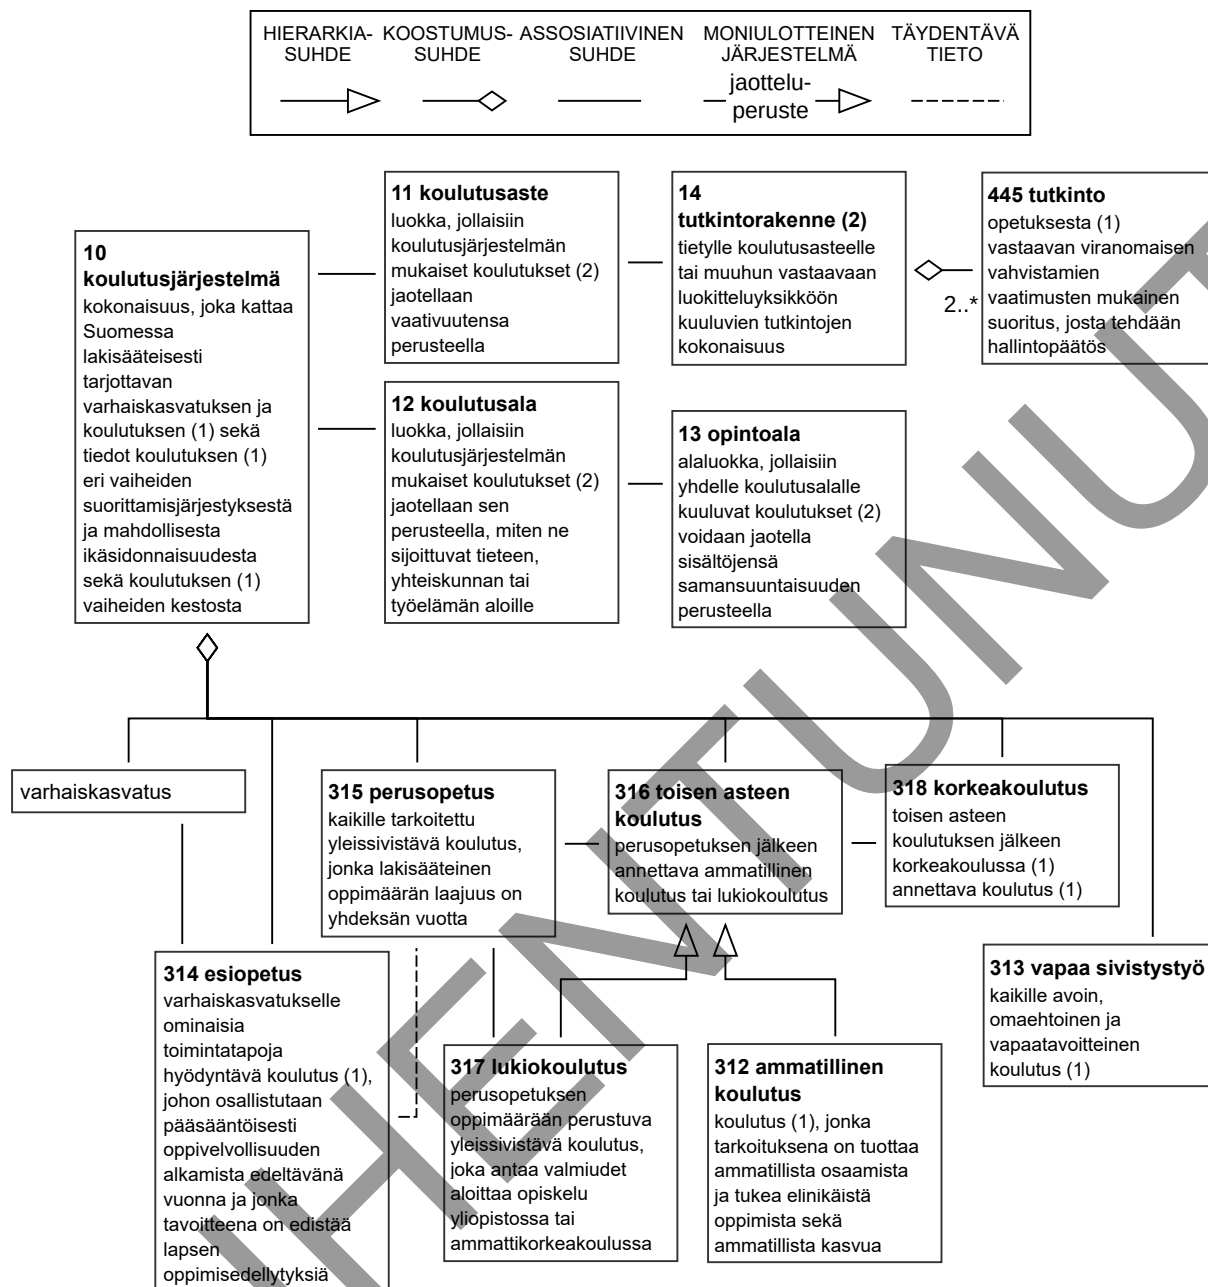 HIERARKIA-
SUHDE
KOOSTUMUS-
SUHDE
ASSOSIATIIVINEN
SUHDE
MONIULOTTEINEN
JÄRJESTELMÄ
TÄYDENTÄVÄ
TIETO
jaottelu-
peruste
10
koulutusjärjestelmä
kokonaisuus, joka kattaa
Suomessa
lakisääteisesti
tarjottavan
varhaiskasvatuksen ja
koulutuksen (1) sekä
tiedot koulutuksen (1)
eri vaiheiden
suorittamisjärjestyksestä
ja mahdollisesta
ikäsidonnaisuudesta
sekä koulutuksen (1)
vaiheiden kestosta
11 koulutusaste
luokka, jollaisiin
koulutusjärjestelmän
mukaiset koulutukset (2)
jaotellaan
vaativuutensa
perusteella
14
tutkintorakenne (2)
tietylle koulutusasteelle
tai muuhun vastaavaan
luokitteluyksikköön
kuuluvien tutkintojen
kokonaisuus
2..*
445 tutkinto
opetuksesta (1)
vastaavan viranomaisen
vahvistamien
vaatimusten mukainen
suoritus, josta tehdään
hallintopäätös
12 koulutusala
luokka, jollaisiin
koulutusjärjestelmän
mukaiset koulutukset (2)
jaotellaan sen
perusteella, miten ne
sijoittuvat tieteen,
yhteiskunnan tai
työelämän aloille
13 opintoala
alaluokka, jollaisiin
yhdelle koulutusalalle
kuuluvat koulutukset (2)
voidaan jaotella
sisältöjensä
samansuuntaisuuden
perusteella
varhaiskasvatus
315 perusopetus
kaikille tarkoitettu
yleissivistävä koulutus,
jonka lakisääteinen
oppimäärän laajuus on
yhdeksän vuotta
316 toisen asteen
koulutus
perusopetuksen jälkeen
annettava ammatillinen
koulutus tai lukiokoulutus
318 korkeakoulutus
toisen asteen
koulutuksen jälkeen
korkeakoulussa (1)
annettava koulutus (1)
314 esiopetus
varhaiskasvatukselle
ominaisia
toimintatapoja
hyödyntävä koulutus (1),
johon osallistutaan
pääsääntöisesti
oppivelvollisuuden
alkamista edeltävänä
vuonna ja jonka
tavoitteena on edistää
lapsen
oppimisedellytyksiä
317 lukiokoulutus
perusopetuksen
oppimäärään perustuva
yleissivistävä koulutus,
joka antaa valmiudet
aloittaa opiskelu
yliopistossa tai
ammattikorkeakoulussa
312 ammatillinen
koulutus
koulutus (1), jonka
tarkoituksena on tuottaa
ammatillista osaamista
ja tukea elinikäistä
oppimista sekä
ammatillista kasvua
313 vapaa sivistystyö
kaikille avoin,
omaehtoinen ja
vapaatavoitteinen
koulutus (1)